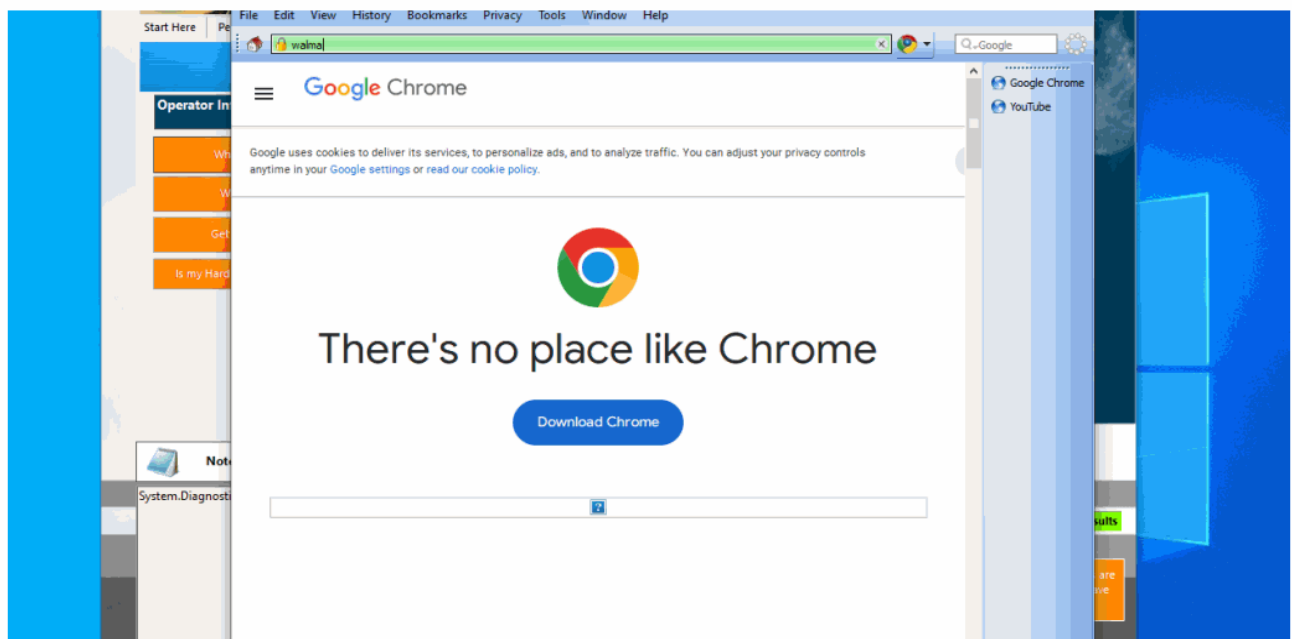 File Edit View History Bookmarks Privacy Tools Window Help
Start Here
walma
Google
Google Chrome
Google Chrome
YouTube
Operator
Google uses cookies to deliver its services, to personalize ads, and to analyze traffic. You can adjust your privacy controls
anytime in your Google settings or read our cookie policy.
Get
Is my Hard
There's no place like Chrome
Download Chrome
System.Diagnosti
are